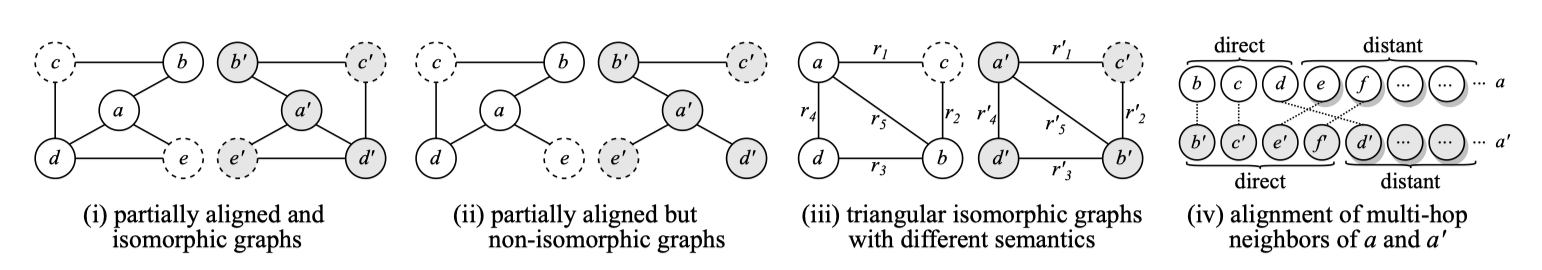 c b b' c'
a a'
d e e' d'
(i) partially aligned and
isomorphic graphs
c b b' c'
a a'
d e e' d'
(ii) partially aligned but
non-isomorphic graphs
a r1 c a' r'1 c'
r4 r5 r2 r'4 r'5 r'2
d r3 b d' r'3 b'
(iii) triangular isomorphic graphs
with different semantics
direct distant
b c d e f ... ... ... a
b' c' e' f' d' ... ... ... a'
direct distant
(iv) alignment of multi-hop
neighbors of a and a'